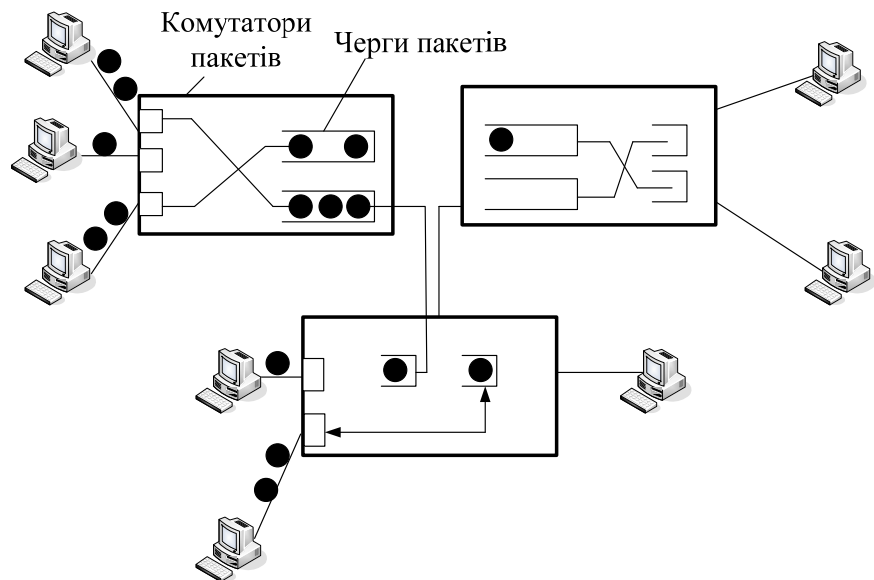 Комутатори
пакетів
Черги пакетів